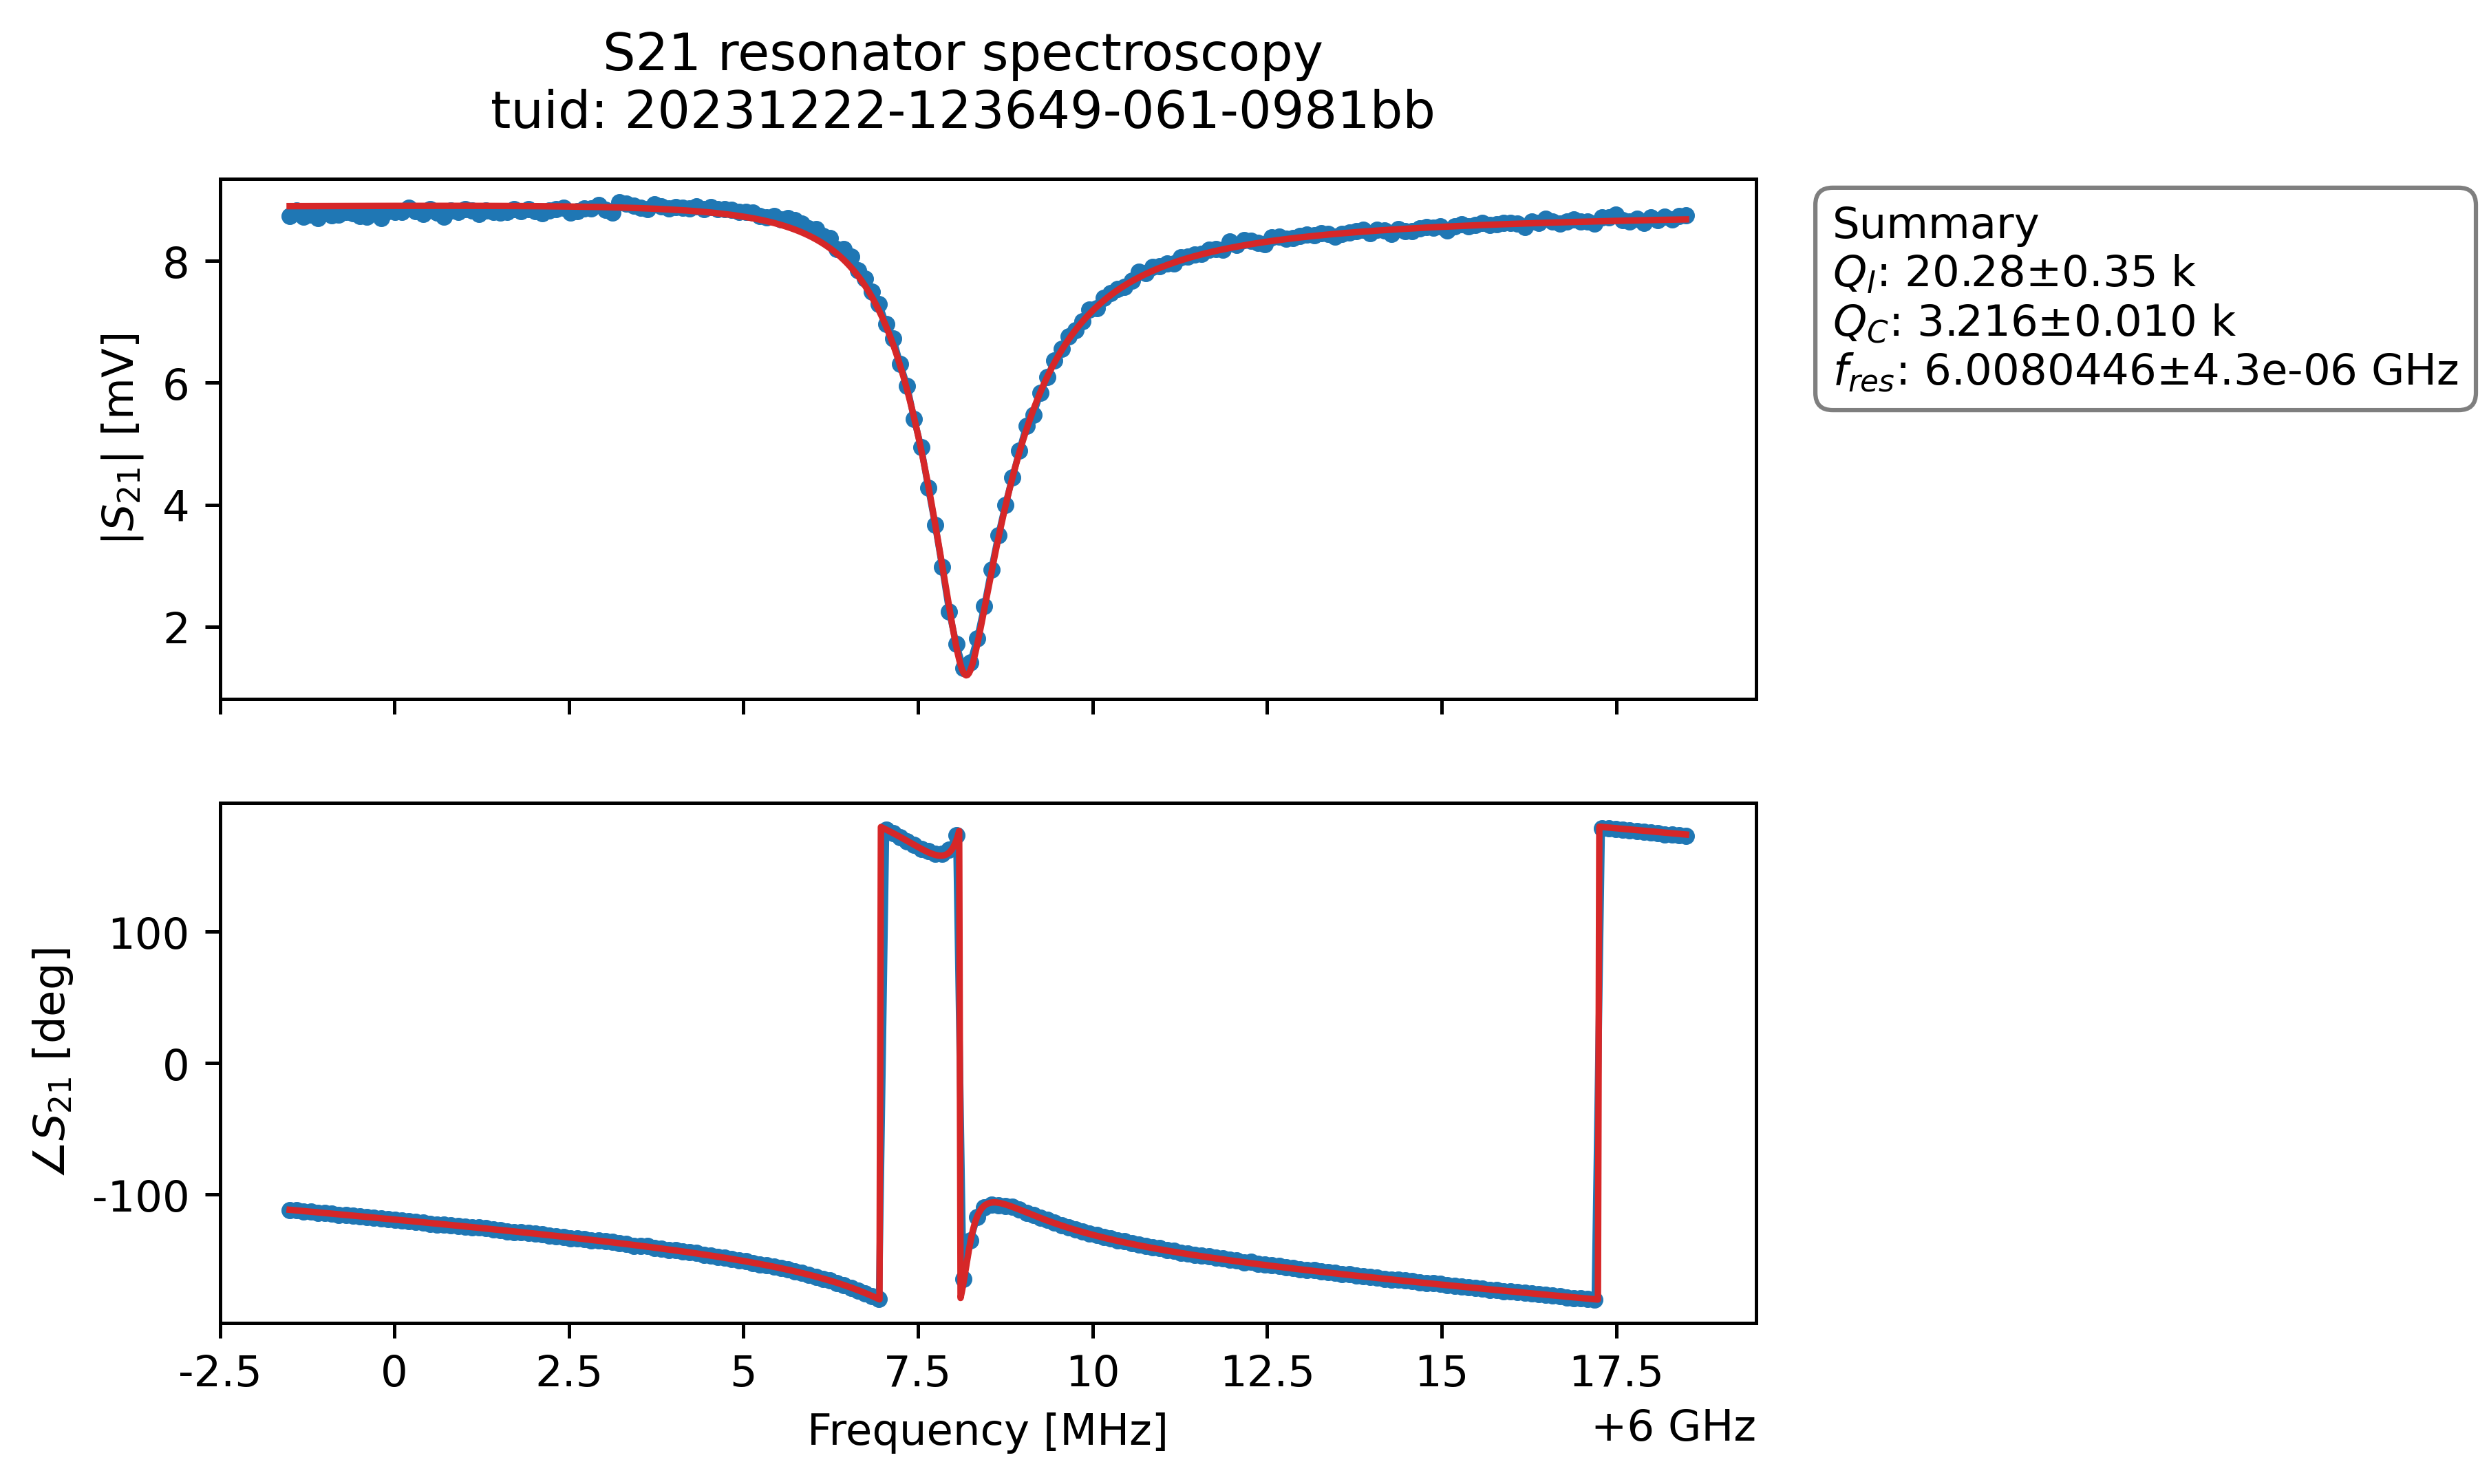 S21 resonator spectroscopy
tuid: 20231222-123649-061-0981bb
|S21| [mV]
8
6
4
2
Summary
QI: 20.28±0.35 k
QC: 3.216±0.010 k
fres: 6.0080446±4.3e-06 GHz
∠S21 [deg]
100
0
-100
-2.5 0 2.5 5 7.5 10 12.5 15 17.5
Frequency [MHz]
+6 GHz